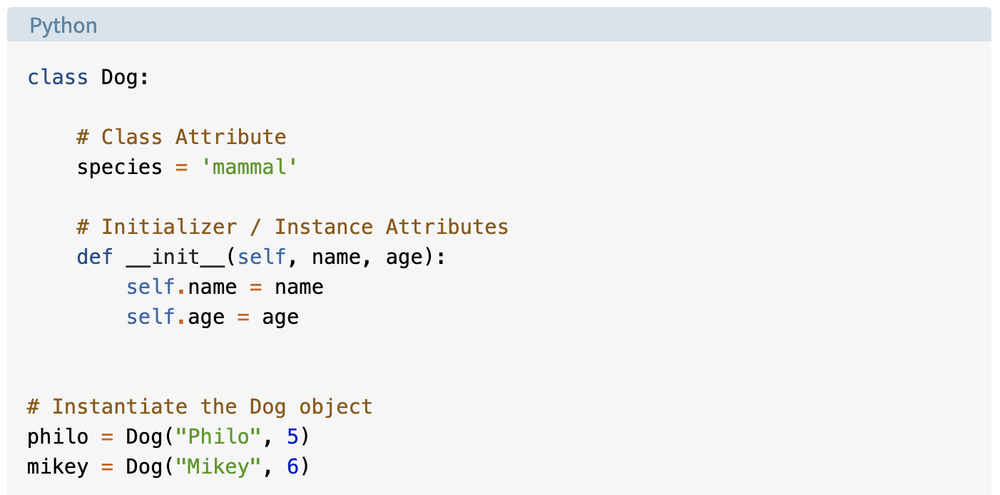 Python
class Dog:
    # Class Attribute
    species = 'mammal'
    # Initializer / Instance Attributes
    def __init__(self, name, age):
        self.name = name
        self.age = age
# Instantiate the Dog object
philo = Dog("Philo", 5)
mikey = Dog("Mikey", 6)